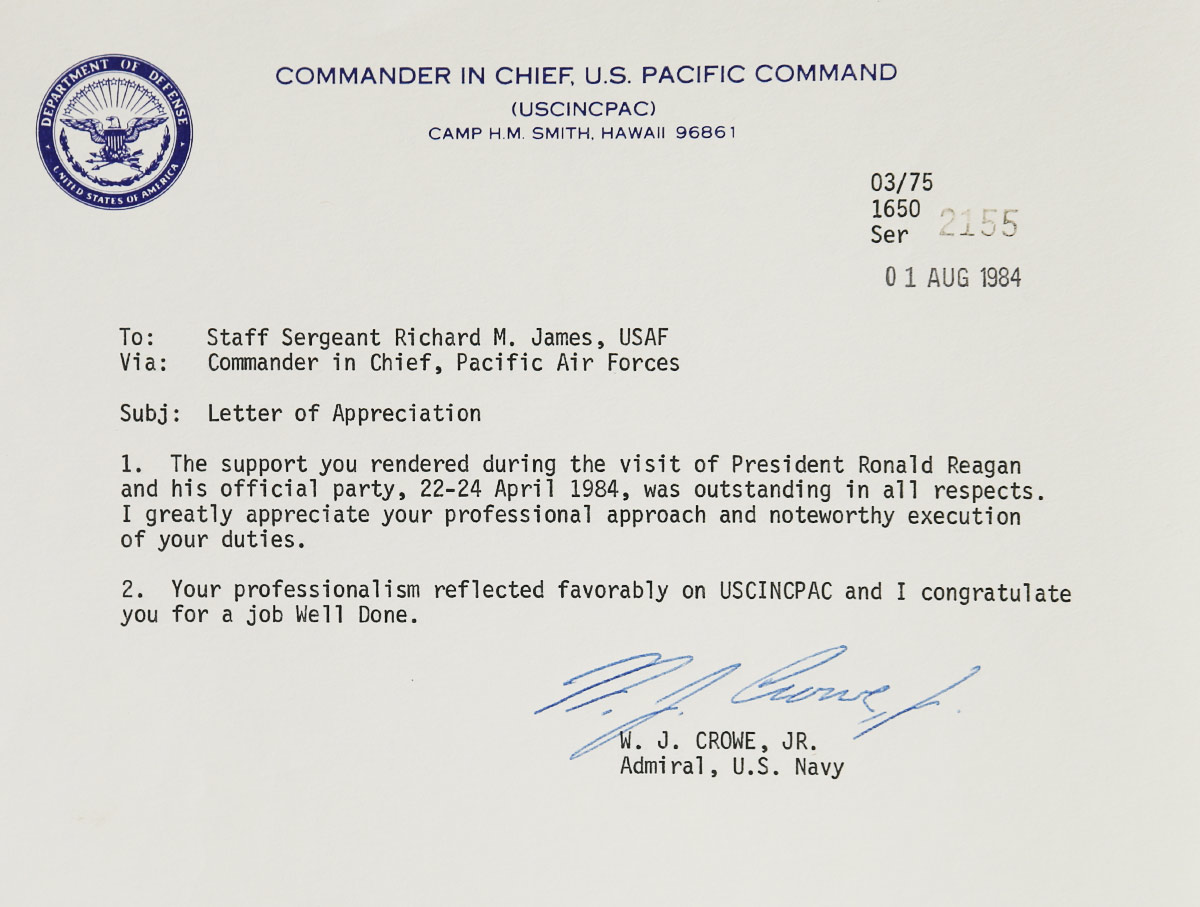 DEPARTMENT OF DEFENSE
UNITED STATES OF AMERICA
COMMANDER IN CHIEF, U.S. PACIFIC COMMAND
(USCINCPAC)
CAMP H.M. SMITH, HAWAII 96861
03/75
1650
Ser 2155
01 AUG 1984
To: Staff Sergeant Richard M. James, USAF
Via: Commander in Chief, Pacific Air Forces
Subj: Letter of Appreciation
1. The support you rendered during the visit of President Ronald Reagan
and his official party, 22-24 April 1984, was outstanding in all respects.
I greatly appreciate your professional approach and noteworthy execution
of your duties.
2. Your professionalism reflected favorably on USCINCPAC and I congratulate
you for a job Well Done.
W. J. Crowe, Jr.
W. J. CROWE, JR.
Admiral, U.S. Navy